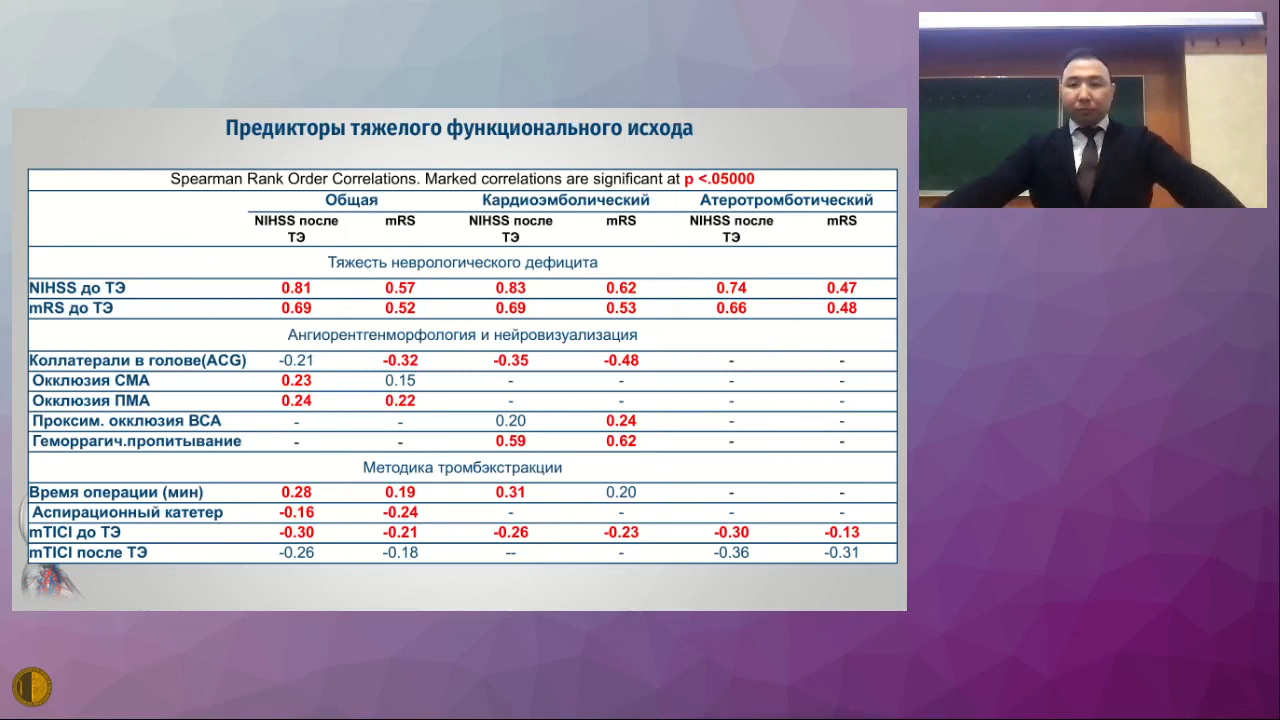 Предикторы тяжелого функционального исхода
Spearman Rank Order Correlations. Marked correlations are significant at p <.05000
Общая Кардиоэмболический Атеротромботический
NIHSS после ТЭ mRS NIHSS после ТЭ mRS NIHSS после ТЭ mRS
Тяжесть неврологического дефицита
NIHSS до ТЭ 0.81 0.57 0.83 0.62 0.74 0.47
mRS до ТЭ 0.69 0.52 0.69 0.53 0.66 0.48
Ангиорентгенморфология и нейровизуализация
Коллатерали в голове(ACG) -0.21 -0.32 -0.35 -0.48 - -
Окклюзия СМА 0.23 0.15 - - - -
Окклюзия ПМА 0.24 0.22 - - - -
Проксим. окклюзия ВСА - - 0.20 0.24 - -
Геморрагич.пропитывание - - 0.59 0.62 - -
Методика тромбэкстракции
Время операции (мин) 0.28 0.19 0.31 0.20 - -
Аспирационный катетер -0.16 -0.24 - - - -
mTICI до ТЭ -0.30 -0.21 -0.26 -0.23 -0.30 -0.13
mTICI после ТЭ -0.26 -0.18 -- - -0.36 -0.31